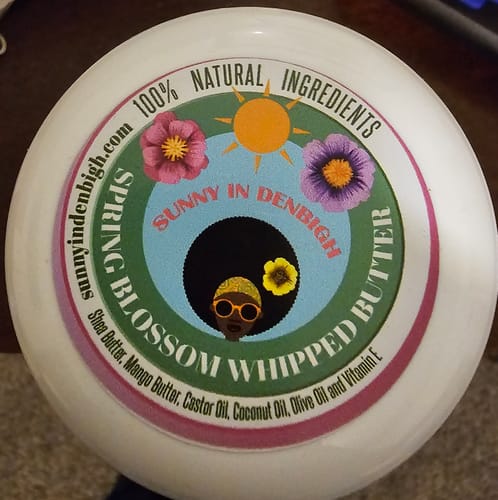 100% NATURAL INGREDIENTS
sunnyindenbigh.com
SUNNY IN DENBIGH
SPRING BLOSSOM WHIPPED BUTTER
Shea Butter, Mango Butter, Castor Oil, Coconut Oil, Olive Oil and Vitamin E